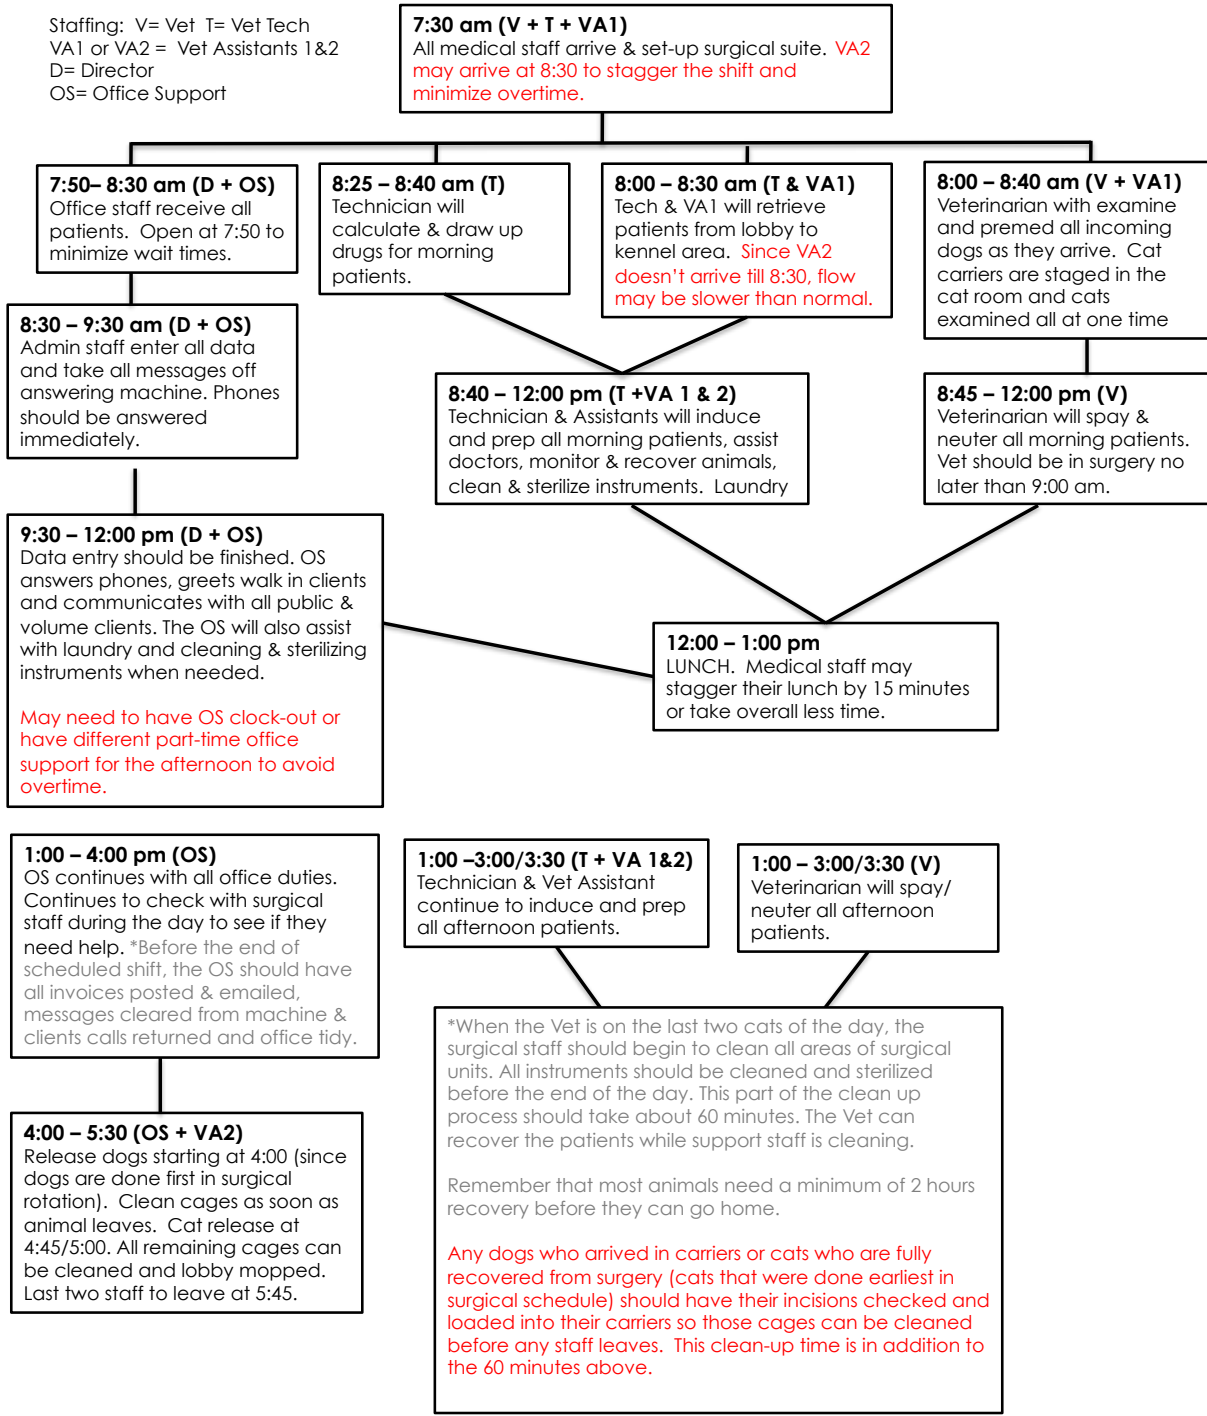 Staffing: V= Vet T= Vet Tech
VA1 or VA2 = Vet Assistants 1&2
D= Director
OS= Office Support
7:30 am (V + T + VA1)
All medical staff arrive & set-up surgical suite. VA2
may arrive at 8:30 to stagger the shift and
minimize overtime.
7:50– 8:30 am (D + OS)
Office staff receive all
patients. Open at 7:50 to
minimize wait times.
8:25 – 8:40 am (T)
Technician will
calculate & draw up
drugs for morning
patients.
8:00 – 8:30 am (T & VA1)
Tech & VA1 will retrieve
patients from lobby to
kennel area. Since VA2
doesn't arrive till 8:30, flow
may be slower than normal.
8:00 – 8:40 am (V + VA1)
Veterinarian with examine
and premed all incoming
dogs as they arrive. Cat
carriers are staged in the
cat room and cats
examined all at one time
8:30 – 9:30 am (D + OS)
Admin staff enter all data
and take all messages off
answering machine. Phones
should be answered
immediately.
8:40 – 12:00 pm (T +VA 1 & 2)
Technician & Assistants will induce
and prep all morning patients, assist
doctors, monitor & recover animals,
clean & sterilize instruments. Laundry
8:45 – 12:00 pm (V)
Veterinarian will spay &
neuter all morning patients.
Vet should be in surgery no
later than 9:00 am.
9:30 – 12:00 pm (D + OS)
Data entry should be finished. OS
answers phones, greets walk in clients
and communicates with all public &
volume clients. The OS will also assist
with laundry and cleaning & sterilizing
instruments when needed.
May need to have OS clock-out or
have different part-time office
support for the afternoon to avoid
overtime.
12:00 – 1:00 pm
LUNCH. Medical staff may
stagger their lunch by 15 minutes
or take overall less time.
1:00 – 4:00 pm (OS)
OS continues with all office duties.
Continues to check with surgical
staff during the day to see if they
need help. *Before the end of
scheduled shift, the OS should have
all invoices posted & emailed,
messages cleared from machine &
clients calls returned and office tidy.
1:00 –3:00/3:30 (T + VA 1&2)
Technician & Vet Assistant
continue to induce and prep
all afternoon patients.
1:00 – 3:00/3:30 (V)
Veterinarian will spay/
neuter all afternoon
patients.
4:00 – 5:30 (OS + VA2)
Release dogs starting at 4:00 (since
dogs are done first in surgical
rotation). Clean cages as soon as
animal leaves. Cat release at
4:45/5:00. All remaining cages can
be cleaned and lobby mopped.
Last two staff to leave at 5:45.
*When the Vet is on the last two cats of the day, the
surgical staff should begin to clean all areas of surgical
units. All instruments should be cleaned and sterilized
before the end of the day. This part of the clean up
process should take about 60 minutes. The Vet can
recover the patients while support staff is cleaning.
Remember that most animals need a minimum of 2 hours
recovery before they can go home.
Any dogs who arrived in carriers or cats who are fully
recovered from surgery (cats that were done earliest in
surgical schedule) should have their incisions checked and
loaded into their carriers so those cages can be cleaned
before any staff leaves. This clean-up time is in addition to
the 60 minutes above.